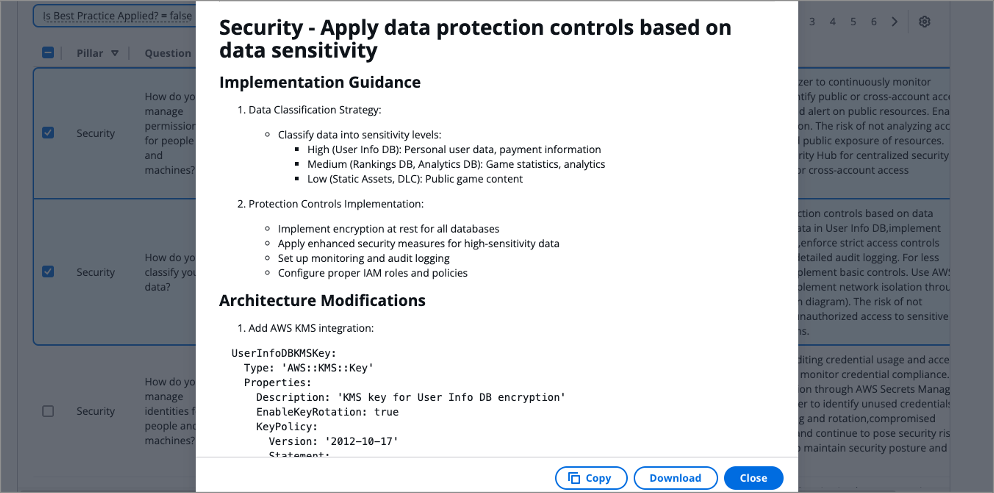 Is Best Practice Applied? = false
3 4 5 6
Pillar Question
How do you
manage
permission
for people
and
machines?
Security
zer to continuously monitor
ntify public or cross-account acce
d alert on public resources. Ena
on. The risk of not analyzing acc
d public exposure of resources.
rity Hub for centralized security
or cross-account access
Security
How do you
classify you
data?
ction controls based on data
ata in User Info DB,implement
,enforce strict access controls
detailed audit logging. For less
plement basic controls. Use AWS
plement network isolation throu
n diagram). The risk of not
unauthorized access to sensitive
ns.
Security
How do you
manage
identities f
people and
machines?
diting credential usage and acce
monitor credential compliance.
on through AWS Secrets Manag
er to identify unused credentials
g and rotation,compromised
and continue to pose security ris
o maintain security posture and
Security - Apply data protection controls based on
data sensitivity
Implementation Guidance
1. Data Classification Strategy:
Classify data into sensitivity levels:
High (User Info DB): Personal user data, payment information
Medium (Rankings DB, Analytics DB): Game statistics, analytics
Low (Static Assets, DLC): Public game content
2. Protection Controls Implementation:
Implement encryption at rest for all databases
Apply enhanced security measures for high-sensitivity data
Set up monitoring and audit logging
Configure proper IAM roles and policies
Architecture Modifications
1. Add AWS KMS integration:
UserInfoDBKMSKey:
Type: 'AWS::KMS::Key'
Properties:
Description: 'KMS key for User Info DB encryption'
EnableKeyRotation: true
KeyPolicy:
Version: '2012-10-17'
Statement:
Copy Download Close